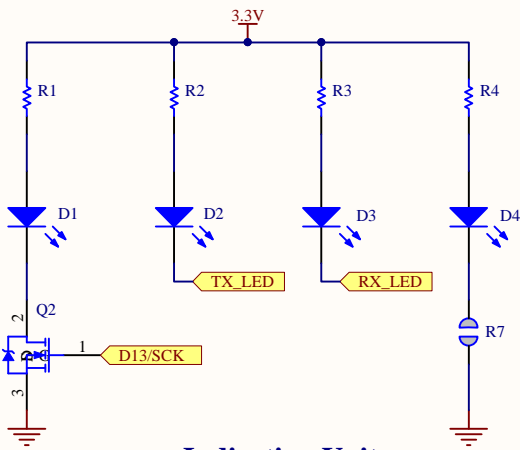 3.3V
R1
R2
R3
R4
D1
D2
D3
D4
TX_LED
RX_LED
Q2
2
R7
1
D13/SCK
3